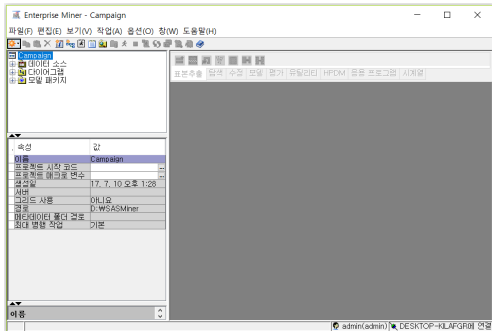 Enterprise Miner - Campaign
파일(F) 편집(E) 보기(V) 작업(A) 옵션(O) 창(W) 도움말(H)
Campaign
데이터 소스
다이어그램
모델 패키지
표본추출 탐색 수정 모델 평가 유틸리티 HPDM 응용 프로그램 시계열
속성 값
이름 Campaign
프로젝트 시작 코드 ...
프로젝트 매크로 변수 ...
생성일 17. 7. 10 오후 1:28
서버
그리드 사용 아니요
경로 D:₩SASMiner
메타데이터 폴더 경로
최대 병행 작업 기본
이름
admin(admin) DESKTOP-KILAFGR에 연결